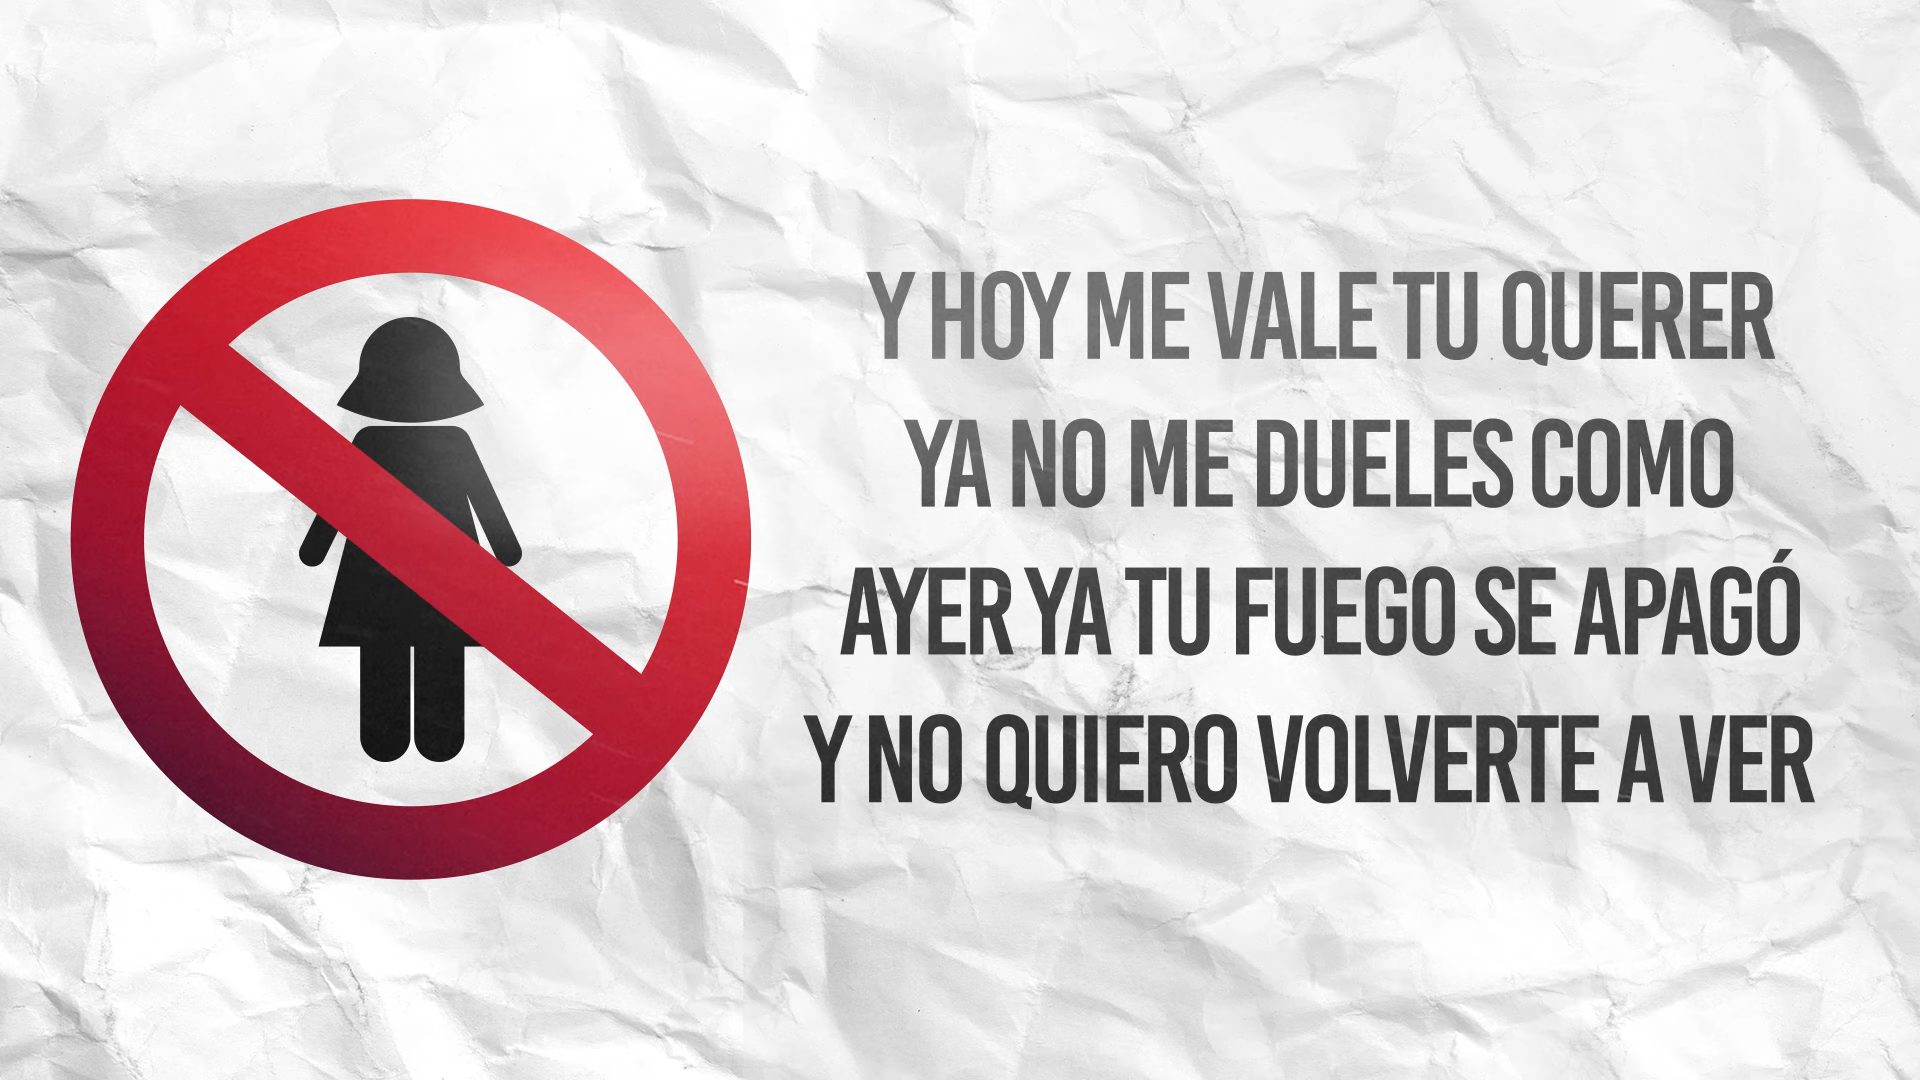 Y HOY ME VALE TU QUERER
YA NO ME DUELES COMO
AYER YA TU FUEGO SE APAGÓ
Y NO QUIERO VOLVERTE A VER